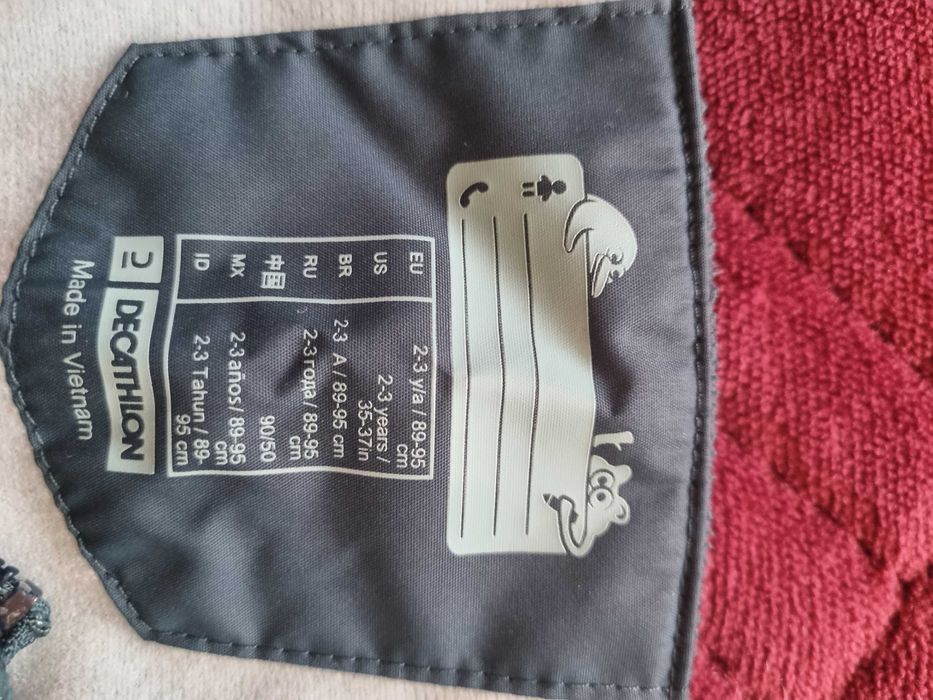 EU 2-3 y/a / 89-95
cm
US 2-3 years /
35-37in
BR 2-3 A / 89-95 cm
RU 2-3 года / 89-95
cm
中国 90/50
MX 2-3 años / 89-95
cm
ID 2-3 Tahun / 89-
95 cm
DECATHLON
Made in Vietnam